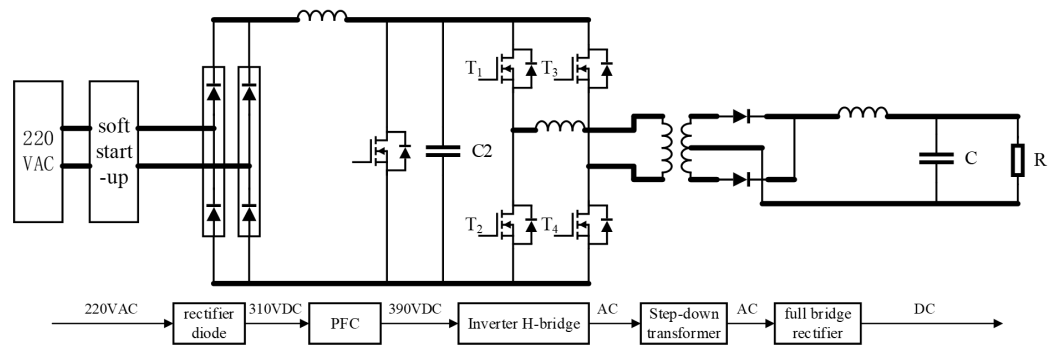 220
VAC
soft
start
-up
T1
T3
C2
T2
T4
C
R
220VAC
rectifier
diode
310VDC
PFC
390VDC
Inverter H-bridge
AC
Step-down
transformer
AC
full bridge
rectifier
DC